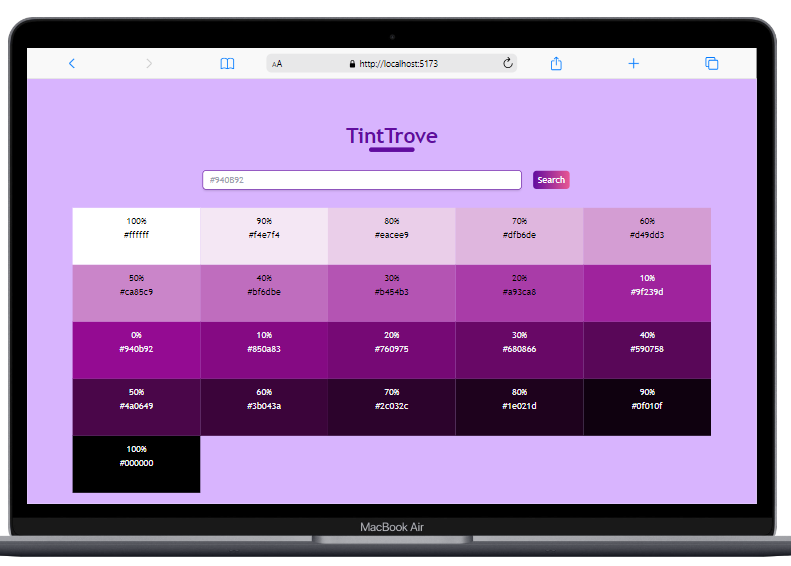 AA
http://localhost:5173
TintTrove
#940B92
Search
100%
#ffffff
90%
#f4e7f4
80%
#eacee9
70%
#dfb6de
60%
#d49dd3
50%
#ca85c9
40%
#bf6dbe
30%
#b454b3
20%
#a93ca8
10%
#9f239d
0%
#940b92
10%
#850a83
20%
#760975
30%
#680866
40%
#590758
50%
#4a0649
60%
#3b043a
70%
#2c032c
80%
#1e021d
90%
#0f010f
100%
#000000
MacBook Air